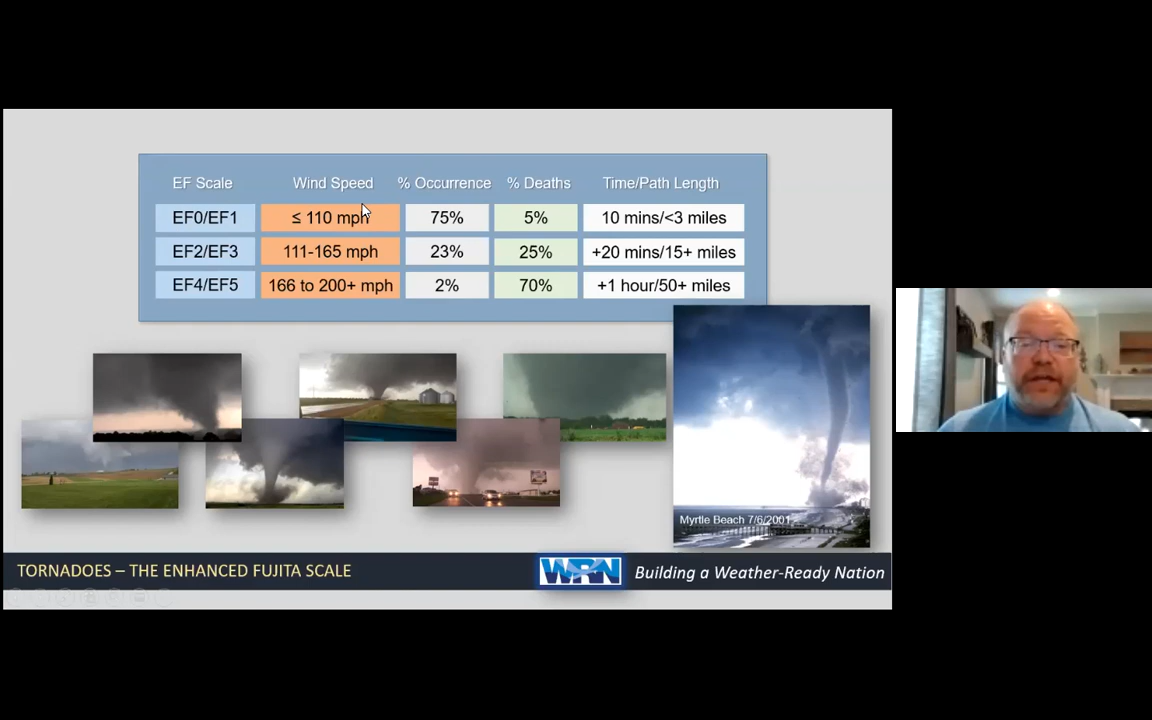 EF Scale Wind Speed % Occurrence % Deaths Time/Path Length
EF0/EF1 ≤ 110 mph 75% 5% 10 mins/<3 miles
EF2/EF3 111-165 mph 23% 25% +20 mins/15+ miles
EF4/EF5 166 to 200+ mph 2% 70% +1 hour/50+ miles
Myrtle Beach 7/6/2001
TORNADOES – THE ENHANCED FUJITA SCALE
WRN Building a Weather-Ready Nation